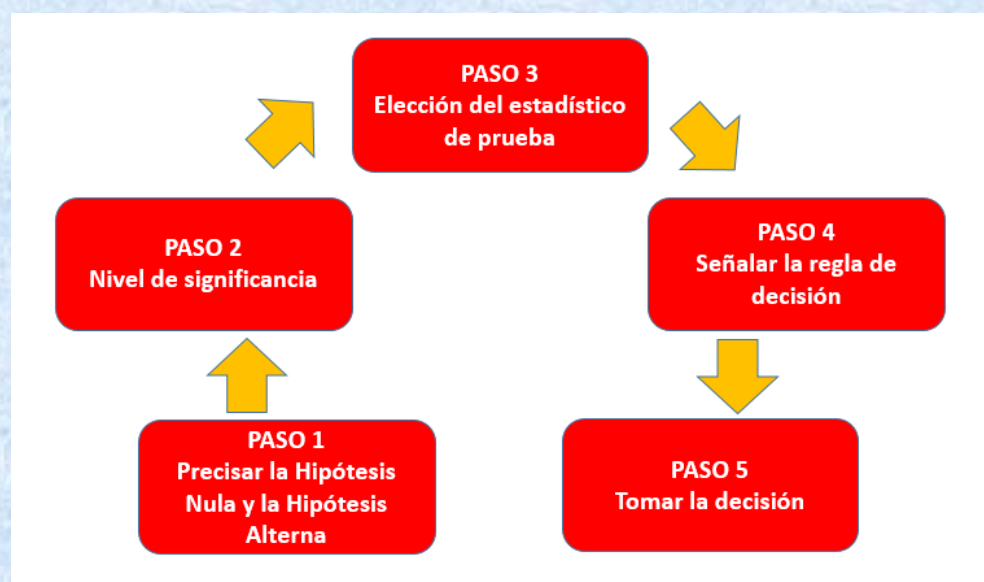 PASO 1
Precisar la Hipótesis
Nula y la Hipótesis
Alterna
PASO 2
Nivel de significancia
PASO 3
Elección del estadístico
de prueba
PASO 4
Señalar la regla de
decisión
PASO 5
Tomar la decisión